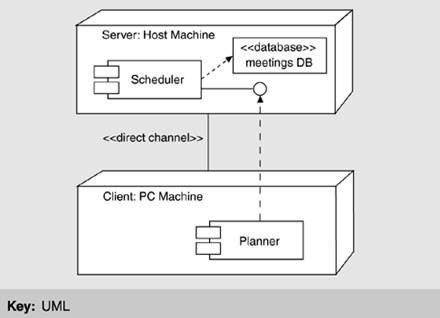 Server: Host Machine
<<database>>
meetings DB
Scheduler
<<direct channel>>
Client: PC Machine
Planner
Key: UML